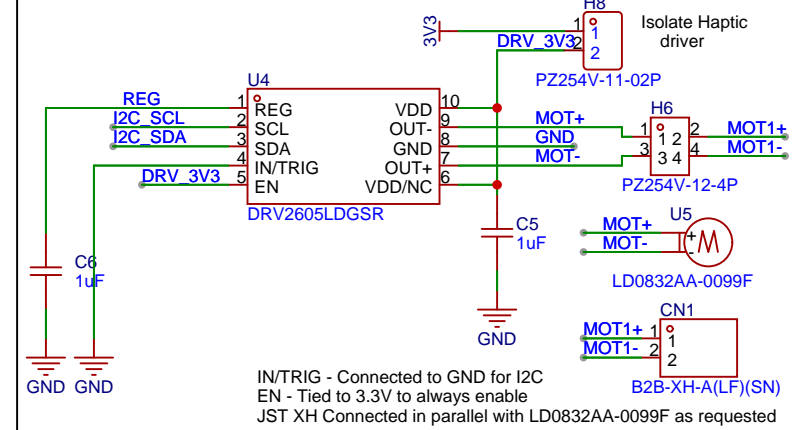 H8
Isolate Haptic
driver
3V3
1
1
DRV_3V3
2
2
PZ254V-11-02P
U4
REG
1
REG
VDD
10
I2C_SCL
2
SCL
OUT-
9
MOT+
I2C_SDA
3
SDA
GND
8
GND
4
IN/TRIG
OUT+
7
MOT-
DRV_3V3
5
EN
VDD/NC
6
DRV2605LDGSR
H6
1
1 2
2
MOT1+
3
3 4
4
MOT1-
PZ254V-12-4P
C5
1uF
GND
C6
1uF
GND
GND
U5
MOT+
+
MOT-
-
M
LD0832AA-0099F
CN1
MOT1+
1
1
MOT1-
2
2
B2B-XH-A(LF)(SN)
IN/TRIG - Connected to GND for I2C
EN - Tied to 3.3V to always enable
JST XH Connected in parallel with LD0832AA-0099F as requested